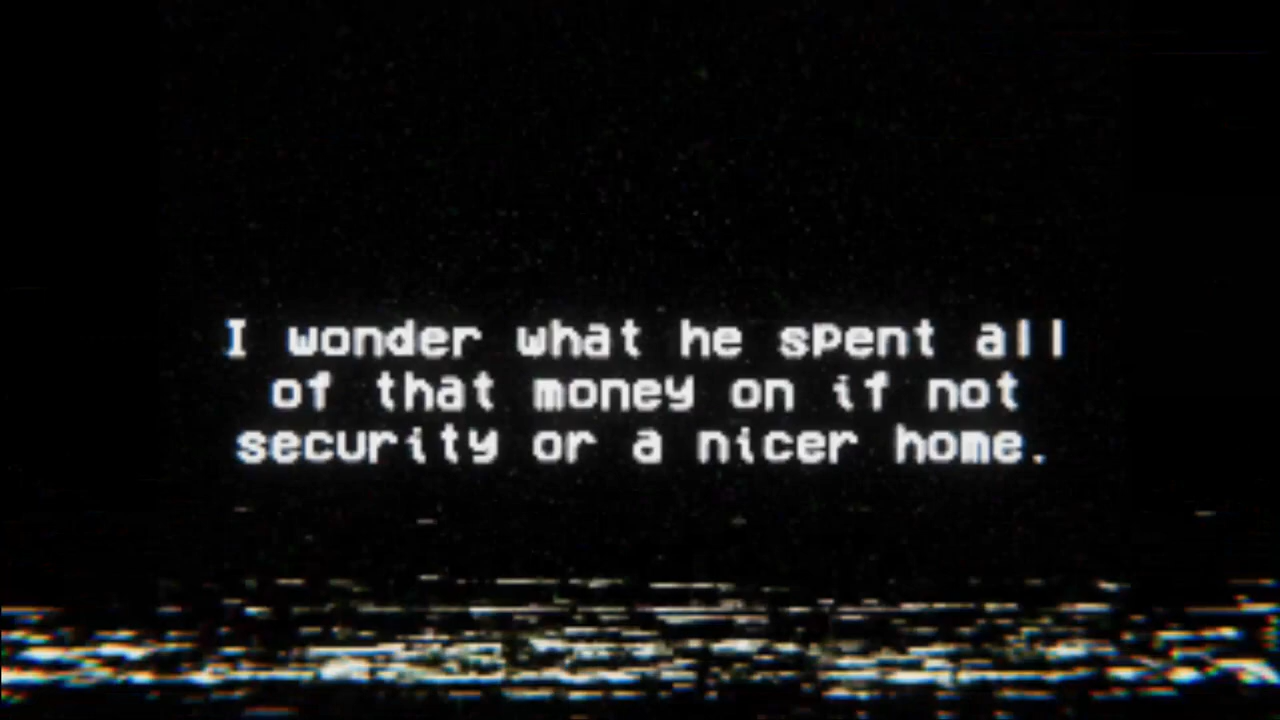 I wonder what he spent all
of that money on if not
security or a nicer home.